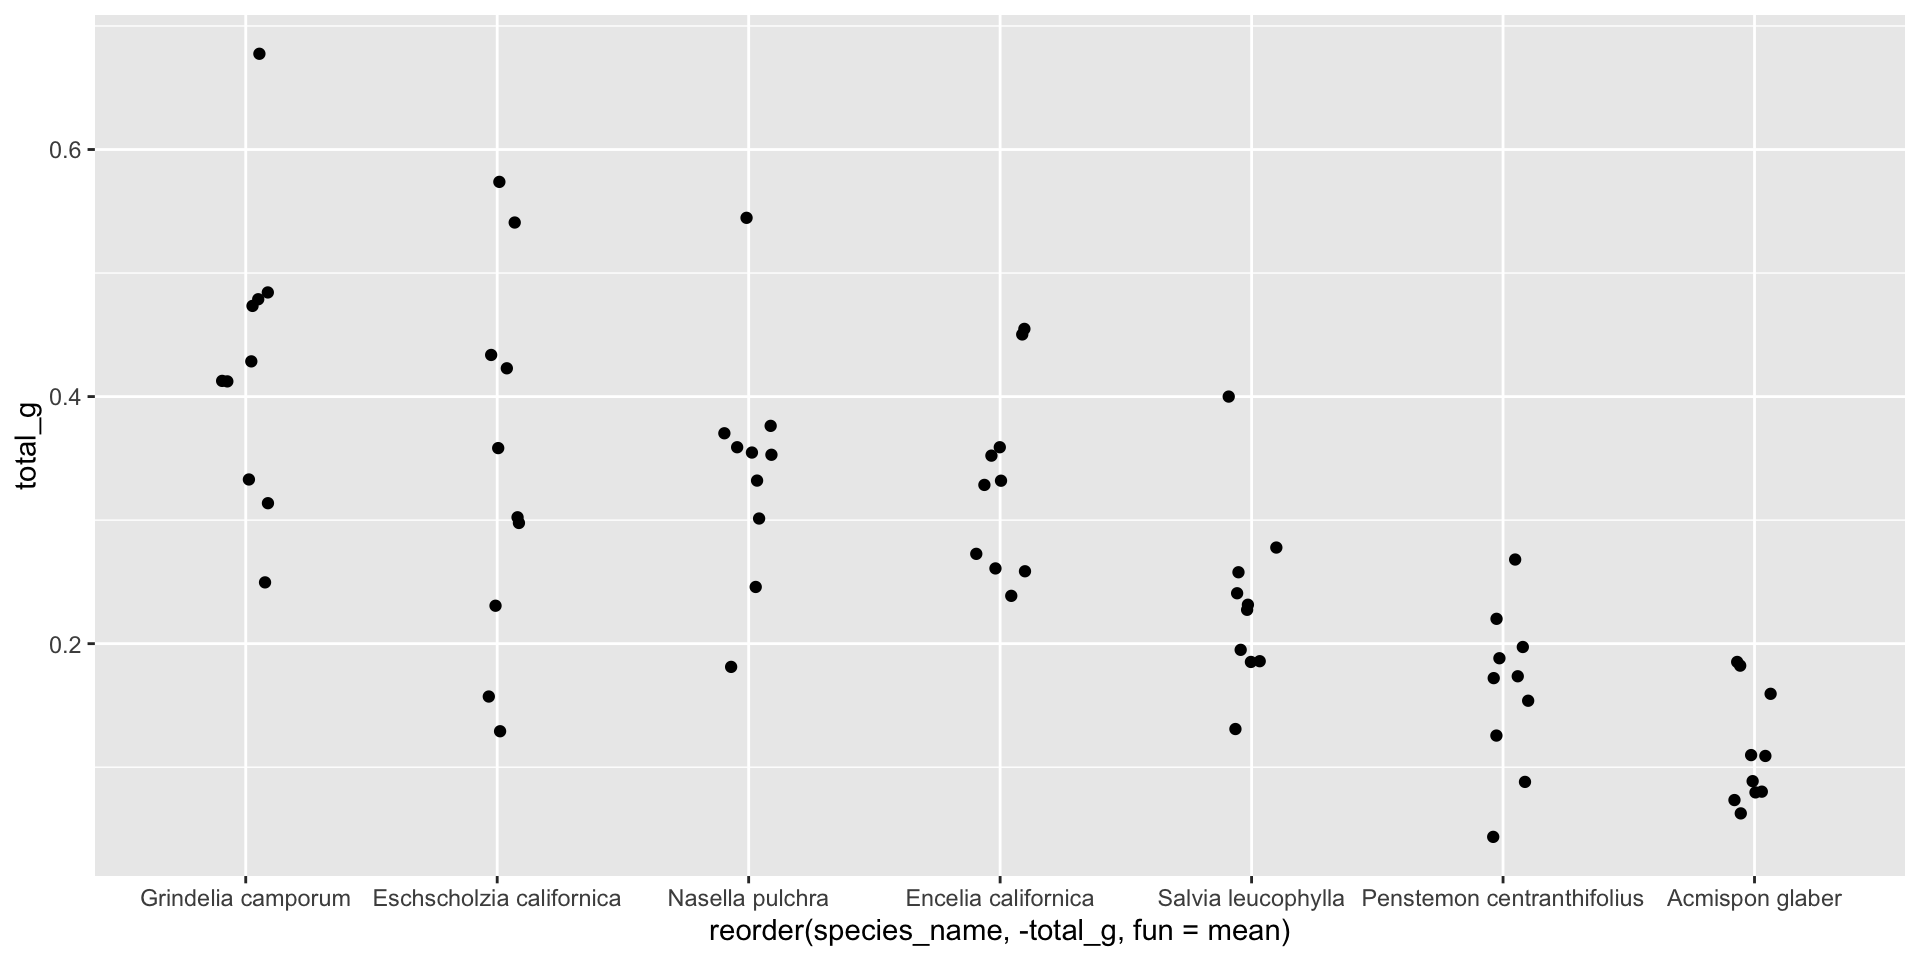 total_g
0.6
0.4
0.2
Grindelia camporum Eschscholzia californica Nasella pulchra Encelia californica Salvia leucophylla Penstemon centranthifolius Acmispon glaber
reorder(species_name, -total_g, fun = mean)